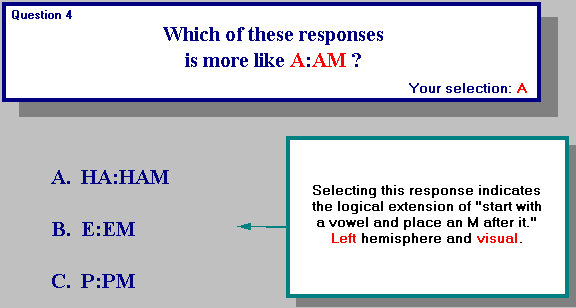 Question 4
Which of these responses
is more like A:AM ?
Your selection: A
A. HA:HAM
B. E:EM
C. P:PM
Selecting this response indicates
the logical extension of "start with
a vowel and place an M after it."
Left hemisphere and visual.